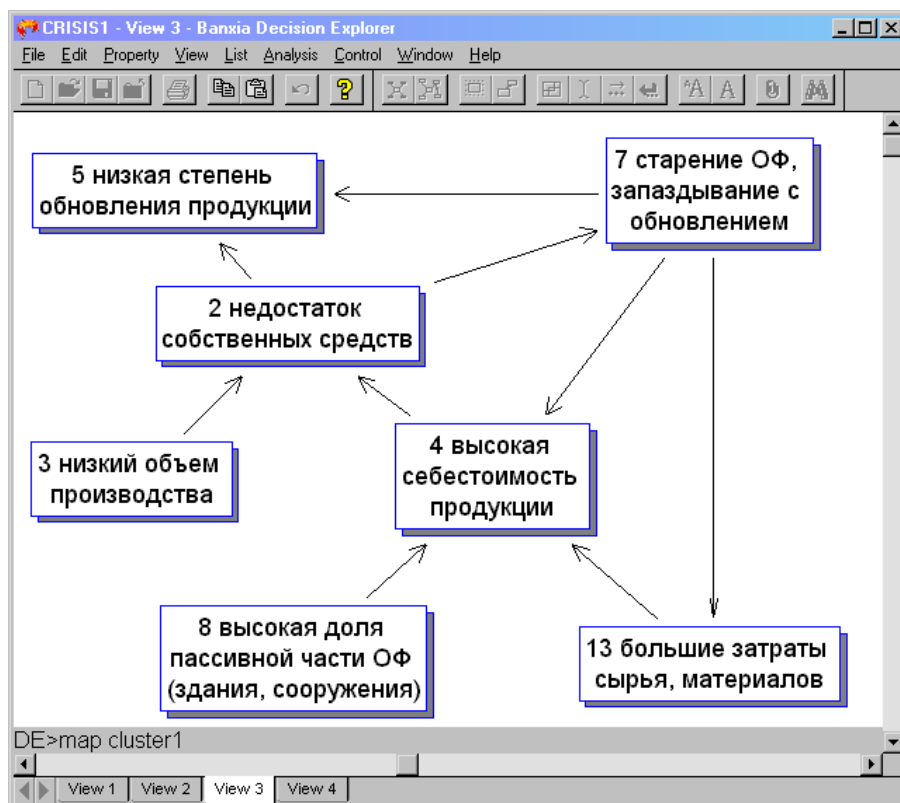 CRISIS1 - View 3 - Banxia Decision Explorer
File Edit Property View List Analysis Control Window Help
5 низкая степень
обновления продукции
7 старение ОФ,
запаздывание с
обновлением
2 недостаток
собственных средств
3 низкий объем
производства
4 высокая
себестоимость
продукции
8 высокая доля
пассивной части ОФ
(здания, сооружения)
13 большие затраты
сырья, материалов
DE>map cluster1
View 1 View 2 View 3 View 4